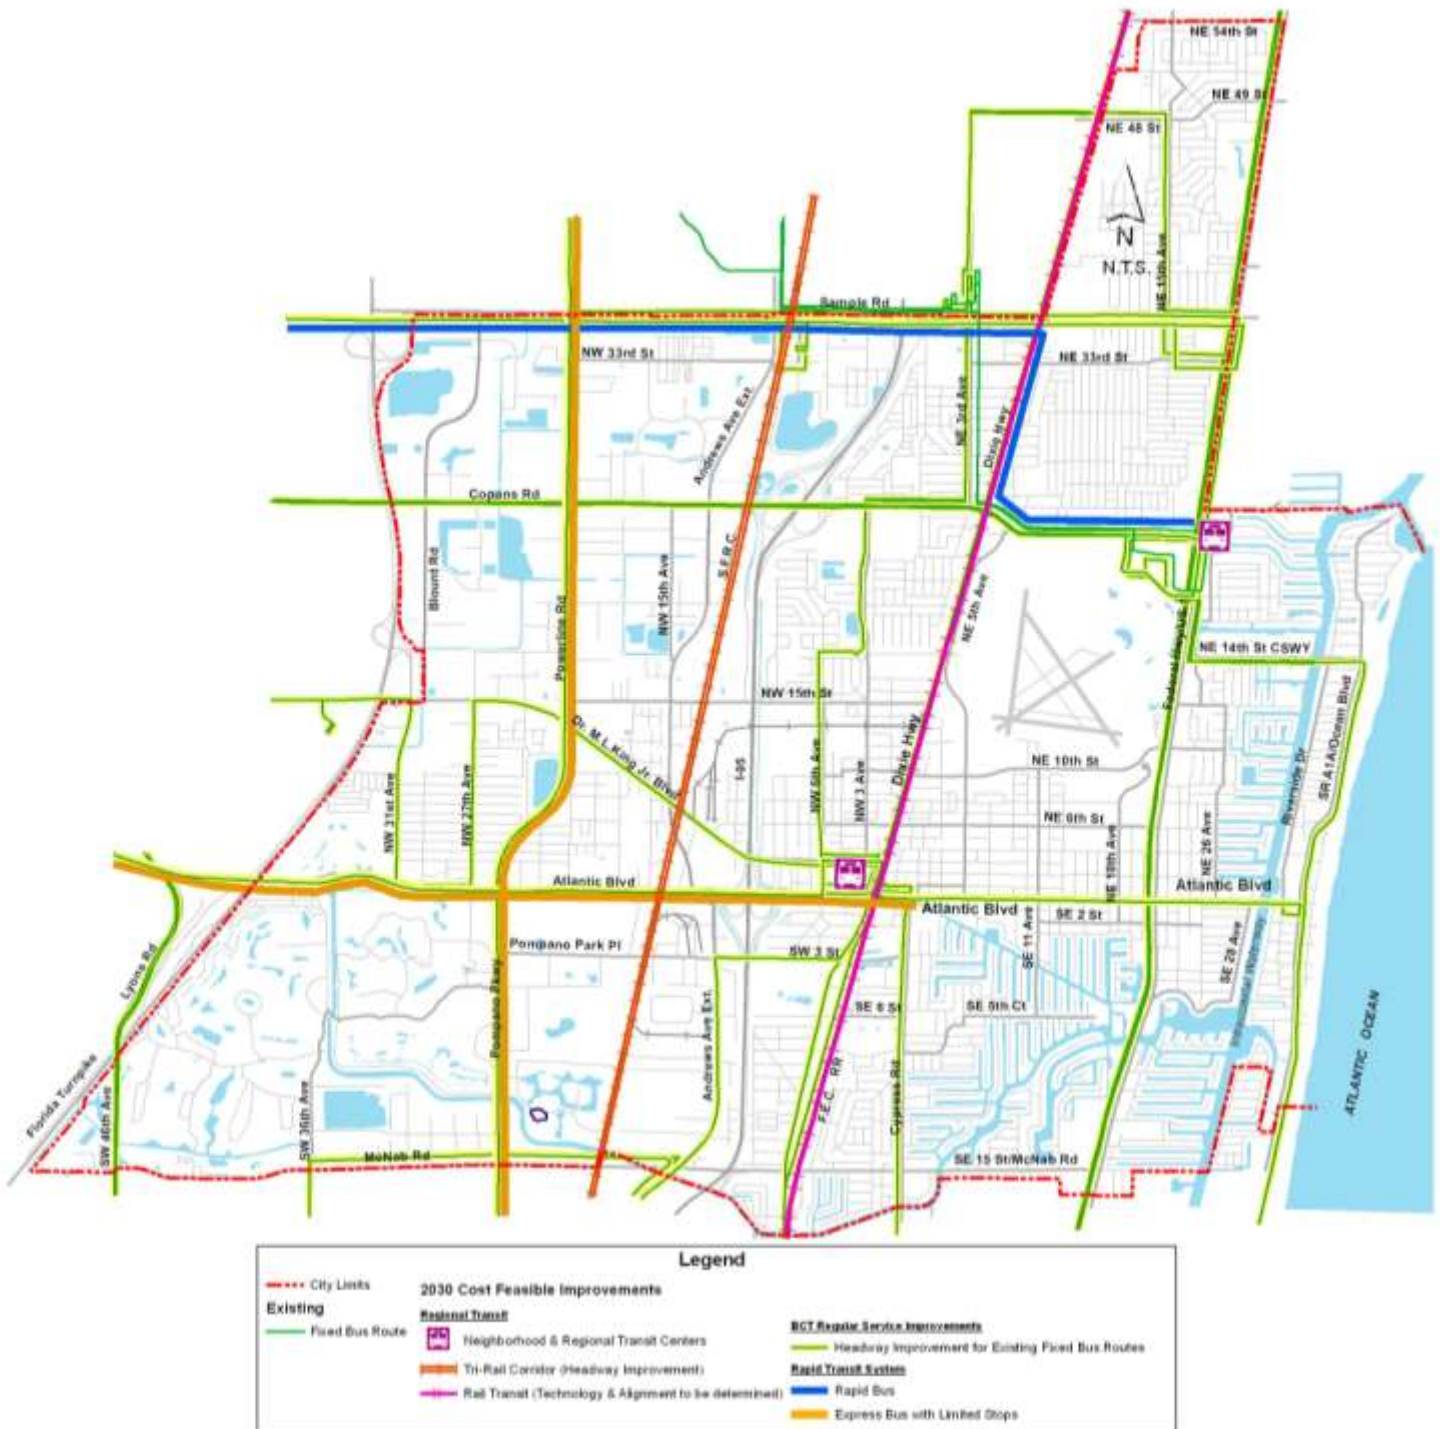 NE 54th St
NE 49 St
NE 48 St
N
N.T.S.
NE 15th Ave
Sample Rd
NW 33rd St
NE 33rd St
Andrews Ave Ext
NE 3rd Ave
Dixie Hwy
Copans Rd
S.F.R.C.
Blount Rd
NW 15th Ave
Powerline Rd
NE 5th Ave
NE 14th St CSWY
NW 15th St
Dr. M.L. King Jr. Blvd
I-95
Dixie Hwy
NE 10th St
SR A1A/Ocean Blvd
Riverside Dr
NW 31st Ave
NW 27th Ave
NW 6th Ave
NW 3 Ave
NE 6th St
NE 26 Ave
Atlantic Blvd
Atlantic Blvd
Atlantic Blvd
SE 2 St
SE 11 Ave
SE 28 Ave
Intracoastal Waterway
Lyons Rd
Pompano Park Pl
SW 3 St
Pompano Pkwy
SE 6 St
SE 5th Ct
Andrews Ave Ext.
F.E.C. RR
Cypress Rd
ATLANTIC OCEAN
Florida Turnpike
SW 46th Ave
SW 36th Ave
McNab Rd
SE 15 St/McNab Rd
Legend
City Limits
Existing
Fixed Bus Route
2030 Cost Feasible Improvements
Regional Transit
Neighborhood & Regional Transit Centers
Tri-Rail Corridor (Headway Improvement)
Rail Transit (Technology & Alignment to be determined)
BCT Regular Service Improvements
Headway Improvement for Existing Fixed Bus Routes
Rapid Transit System
Rapid Bus
Express Bus with Limited Stops